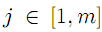 j ∈ [1, m]